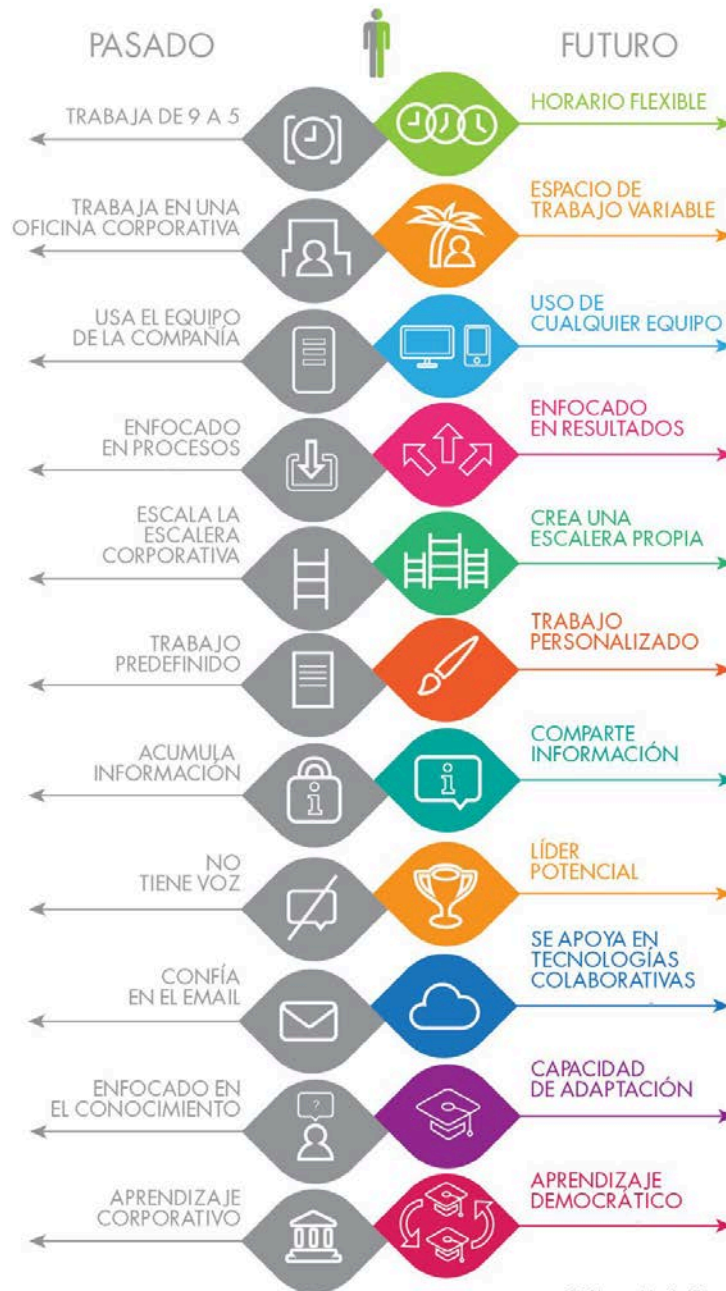 PASADO
FUTURO
TRABAJA DE 9 A 5
HORARIO FLEXIBLE
TRABAJA EN UNA
OFICINA CORPORATIVA
ESPACIO DE
TRABAJO VARIABLE
USA EL EQUIPO
DE LA COMPAÑÍA
USO DE
CUALQUIER EQUIPO
ENFOCADO
EN PROCESOS
ENFOCADO
EN RESULTADOS
ESCALA LA
ESCALERA
CORPORATIVA
CREA UNA
ESCALERA PROPIA
TRABAJO
PREDEFINIDO
TRABAJO
PERSONALIZADO
ACUMULA
INFORMACIÓN
i
COMPARTE
INFORMACIÓN
i
NO
TIENE VOZ
LÍDER
POTENCIAL
CONFÍA
EN EL EMAIL
SE APOYA EN
TECNOLOGÍAS
COLABORATIVAS
ENFOCADO EN
EL CONOCIMIENTO
?
CAPACIDAD
DE ADAPTACIÓN
APRENDIZAJE
CORPORATIVO
APRENDIZAJE
DEMOCRÁTICO